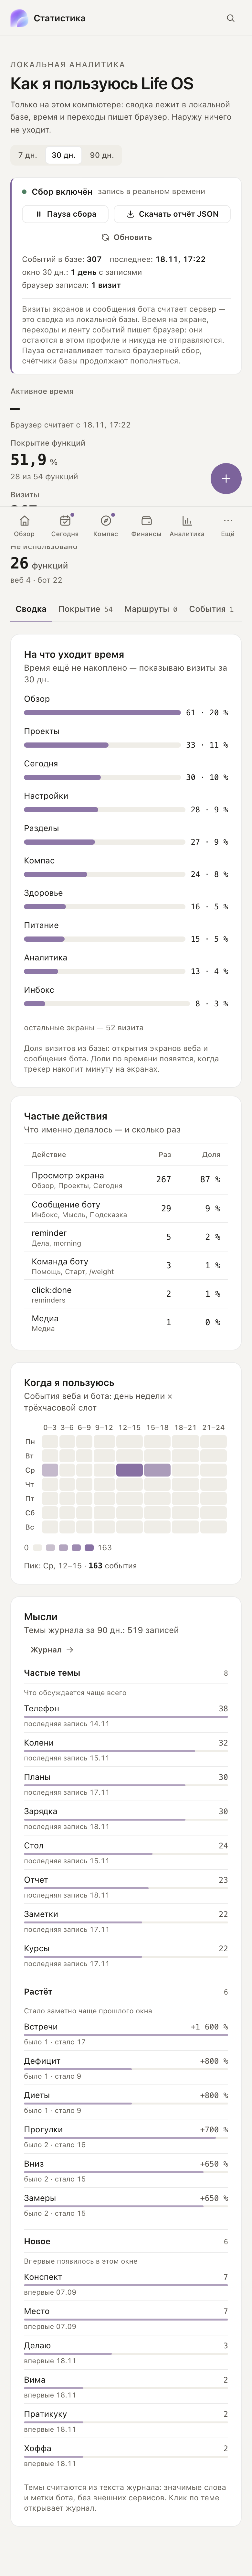 Статистика
ЛОКАЛЬНАЯ АНАЛИТИКА
Как я пользуюсь Life OS
Только на этом компьютере: сводка лежит в локальной
базе, время и переходы пишет браузер. Наружу ничего
не уходит.
7 дн. 30 дн. 90 дн.
Сбор включён запись в реальном времени
Пауза сбора Скачать отчёт JSON
Обновить
Событий в базе: 307 последнее: 18.11, 17:22
окно 30 дн.: 1 день с записями
браузер записал: 1 визит
Визиты экранов и сообщения бота считает сервер —
это сводка из локальной базы. Время на экране,
переходы и ленту событий пишет браузер: они
остаются в этом профиле и никуда не отправляются.
Пауза останавливает только браузерный сбор,
счётчики базы продолжают пополняться.
Активное время
—
Браузер считает с 18.11, 17:22
Покрытие функций
51,9 %
28 из 54 функций
Визиты
Обзор Сегодня Компас Финансы Аналитика Ещё
Не использовано
26 функций
веб 4 · бот 22
Сводка Покрытие 54 Маршруты 0 События 1
На что уходит время
Время ещё не накоплено — показываю визиты за
30 дн.
Обзор
61 · 20 %
Проекты
33 · 11 %
Сегодня
30 · 10 %
Настройки
28 · 9 %
Разделы
27 · 9 %
Компас
24 · 8 %
Здоровье
16 · 5 %
Питание
15 · 5 %
Аналитика
13 · 4 %
Инбокс
8 · 3 %
остальные экраны — 52 визита
Доля визитов из базы: открытия экранов веба и
сообщения бота. Доли по времени появятся, когда
трекер накопит минуту на экранах.
Частые действия
Что именно делалось — и сколько раз
Действие Раз Доля
Просмотр экрана 267 87 %
Обзор, Проекты, Сегодня
Сообщение боту 29 9 %
Инбокс, Мысль, Подсказка
reminder 5 2 %
Дела, morning
Команда боту 3 1 %
Помощь, Старт, /weight
click:done 2 1 %
reminders
Медиа 1 0 %
Медиа
Когда я пользуюсь
События веба и бота: день недели ×
трёхчасовой слот
0–3 3–6 6–9 9–12 12–15 15–18 18–21 21–24
Пн
Вт
Ср
Чт
Пт
Сб
Вс
0 163
Пик: Ср, 12–15 · 163 события
Мысли
Темы журнала за 90 дн.: 519 записей
Журнал →
Частые темы 8
Что обсуждается чаще всего
Телефон 38
последняя запись 14.11
Колени 32
последняя запись 15.11
Планы 30
последняя запись 17.11
Зарядка 30
последняя запись 18.11
Стол 24
последняя запись 15.11
Отчет 23
последняя запись 18.11
Заметки 22
последняя запись 17.11
Курсы 22
последняя запись 17.11
Растёт 6
Стало заметно чаще прошлого окна
Встречи +1 600 %
было 1 · стало 17
Дефицит +800 %
было 1 · стало 9
Диеты +800 %
было 1 · стало 9
Прогулки +700 %
было 2 · стало 16
Вниз +650 %
было 2 · стало 15
Замеры +650 %
было 2 · стало 15
Новое 6
Впервые появилось в этом окне
Конспект 7
впервые 07.09
Место 7
впервые 07.09
Делаю 3
впервые 18.11
Вима 2
впервые 18.11
Пратикуку 2
впервые 18.11
Хоффа 2
впервые 18.11
Темы считаются из текста журнала: значимые слова
и метки бота, без внешних сервисов. Клик по теме
открывает журнал.